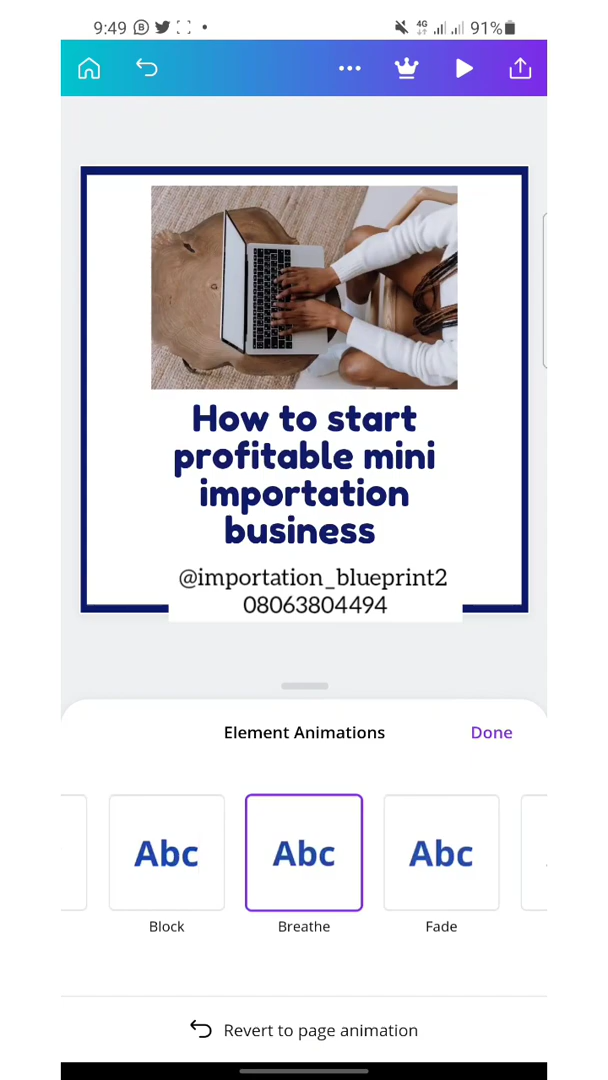 9:49
4G
91%
How to start
profitable mini
importation
business
@importation_blueprint2
08063804494
Element Animations
Done
Abc
Abc
Abc
Block
Breathe
Fade
Revert to page animation